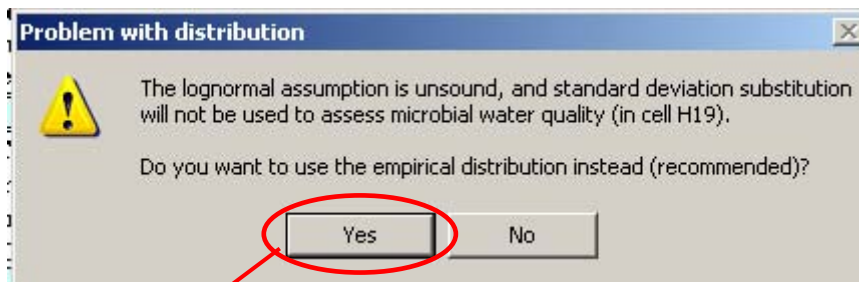 Problem with distribution
The lognormal assumption is unsound, and standard deviation substitution
will not be used to assess microbial water quality (in cell H19).
Do you want to use the empirical distribution instead (recommended)?
Yes
No